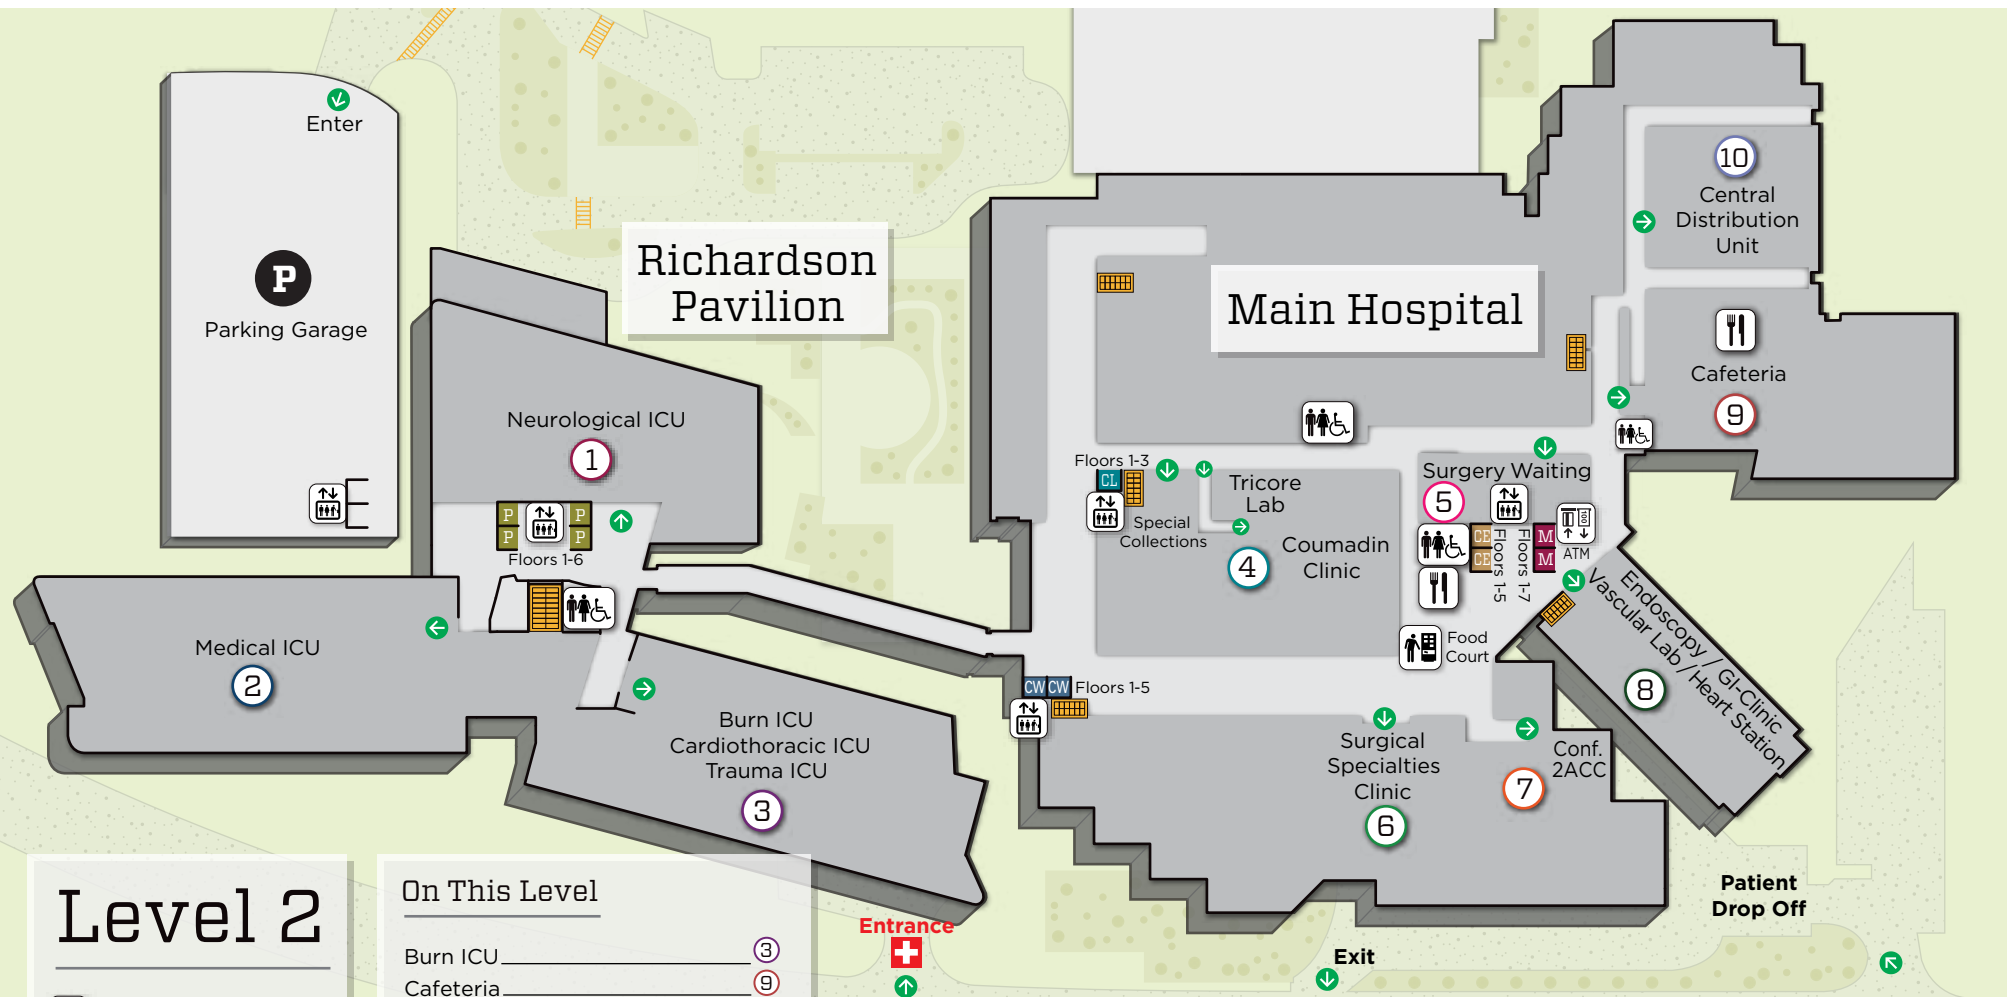 Enter
P
Parking Garage
Richardson
Pavilion
Main Hospital
10
Central
Distribution
Unit
Cafeteria
9
Neurological ICU
1
P P
P P
Floors 1-6
Floors 1-3
CL
Special
Collections
Tricore
Lab
Coumadin
Clinic
4
Surgery Waiting
5
CE
CE
Floors 1-5
Floors 1-7
M
M
100
ATM
Food
Court
Endoscopy / GI-Clinic
Vascular Lab / Heart Station
8
Medical ICU
2
Burn ICU
Cardiothoracic ICU
Trauma ICU
3
CW CW Floors 1-5
Surgical
Specialties
Clinic
6
Conf.
2ACC
7
Level 2
On This Level
Burn ICU 3
Cafeteria 9
Entrance
Exit
Patient
Drop Off